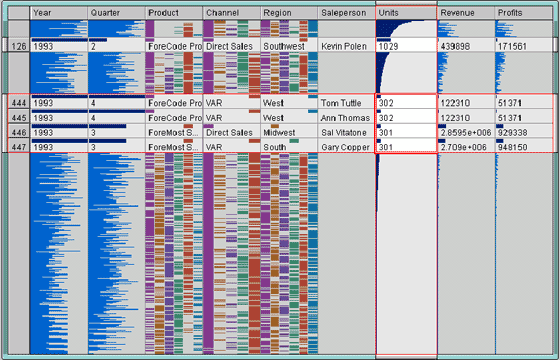 Year Quarter Product Channel Region Saleperson Units Revenue Profits
126 1993 2 ForeCode Pro Direct Sales Southwest Kevin Polen 1029 439898 171561
444 1993 4 ForeCode Pro VAR West Tom Tuttle 302 122310 51371
445 1993 4 ForeCode Pro VAR West Ann Thomas 302 122310 51371
446 1993 3 ForeMost S... Direct Sales Midwest Sal Vitatone 301 2.8595e+006 929338
447 1993 3 ForeMost S... VAR South Gary Copper 301 2.709e+006 948150